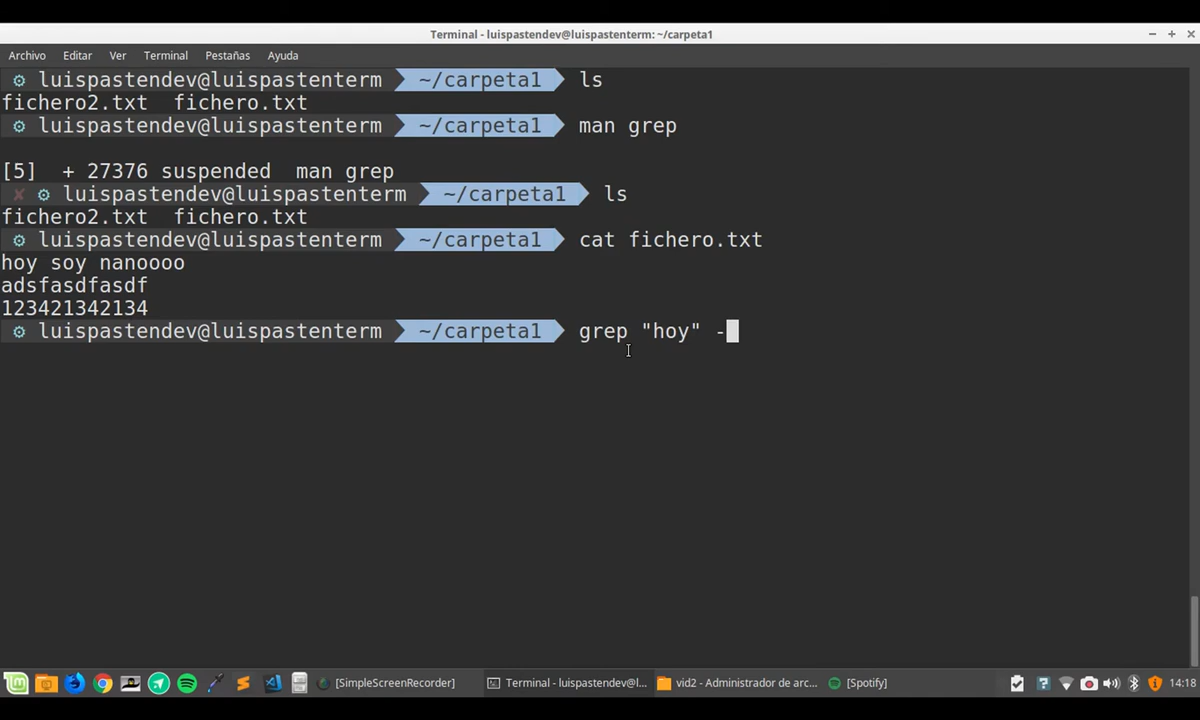 Terminal - luispastendev@luispastenterm: ~/carpeta1
Archivo Editar Ver Terminal Pestañas Ayuda
luispastendev@luispastenterm ~/carpeta1 ls
fichero2.txt fichero.txt
luispastendev@luispastenterm ~/carpeta1 man grep
[5] + 27376 suspended man grep
luispastendev@luispastenterm ~/carpeta1 ls
fichero2.txt fichero.txt
luispastendev@luispastenterm ~/carpeta1 cat fichero.txt
hoy soy nanoooo
adsfasdfasdf
123421342134
luispastendev@luispastenterm ~/carpeta1 grep "hoy" -
[SimpleScreenRecorder] Terminal - luispastendev@l... vid2 - Administrador de arc... [Spotify] 14:18